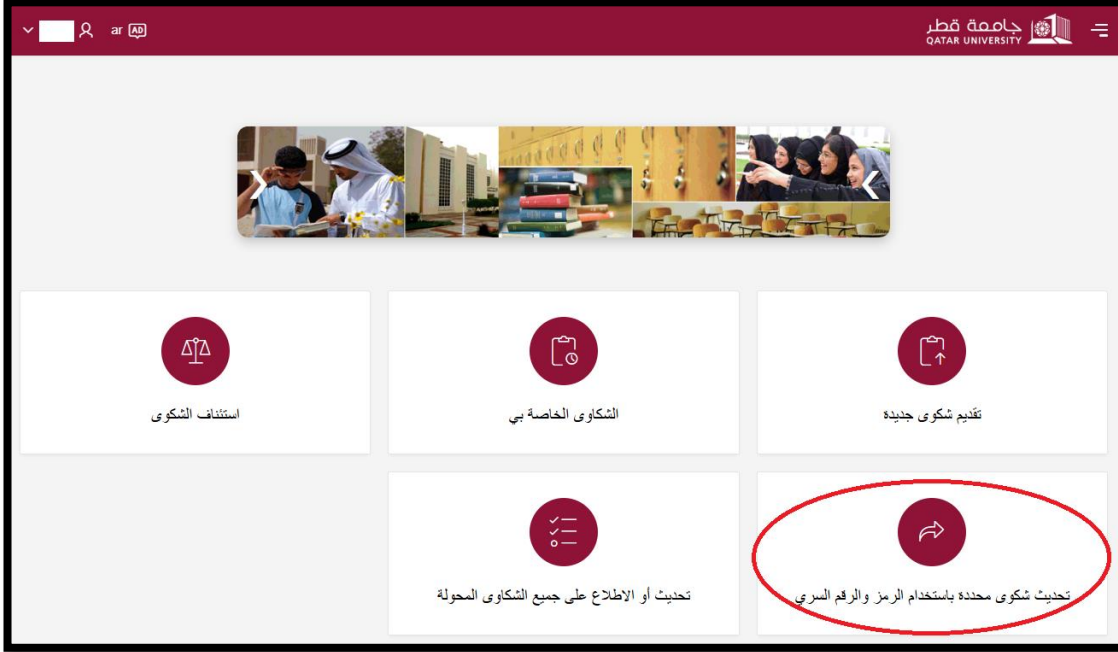 جامعة قطر
QATAR UNIVERSITY
ar AD
تقديم شكوى جديدة
الشكاوى الخاصة بي
استئناف الشكوى
تحديث شكوى محددة باستخدام الرمز والرقم السري
تحديث أو الاطلاع على جميع الشكاوى المحولة